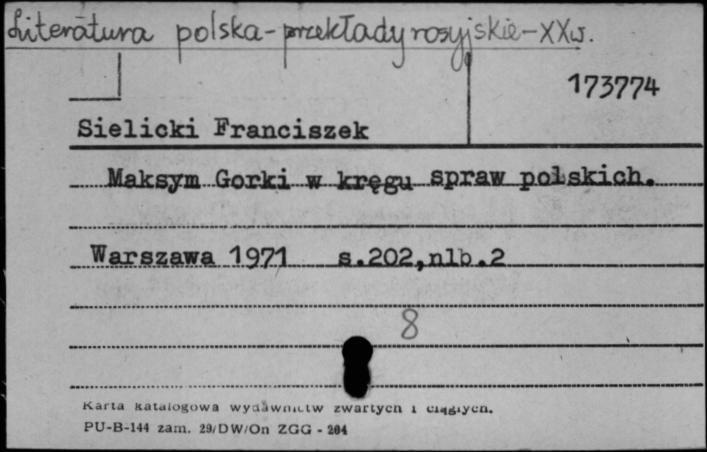 Literatura polska-przekłady rosyjskie-XXw.
173774
Sielicki Franciszek
Maksym Gorki w kręgu spraw polskich.
Warszawa 1971 s.202,nlb.2
8
Karta katalogowa wydawnictw zwartych i ciągłych.
PU-B-144 zam. 29/DW/On ZGG - 204